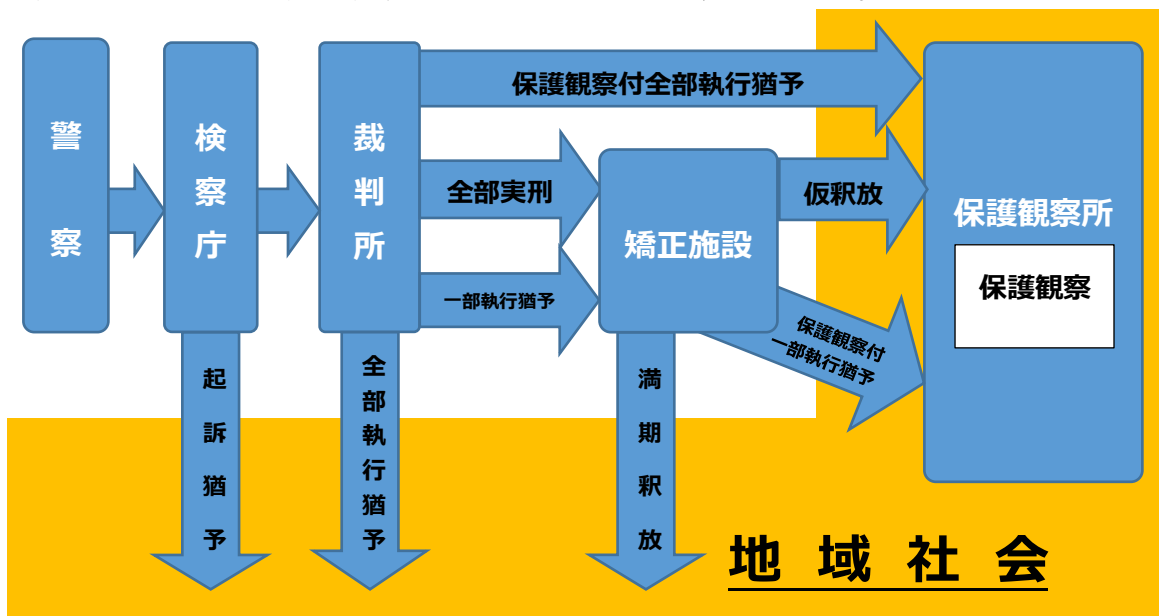 警察
検察庁
裁判所
保護観察付全部執行猶予
全部実刑
一部執行猶予
矯正施設
仮釈放
保護観察付
一部執行猶予
保護観察所
保護観察
起訴猶予
全部執行猶予
満期釈放
地域社会